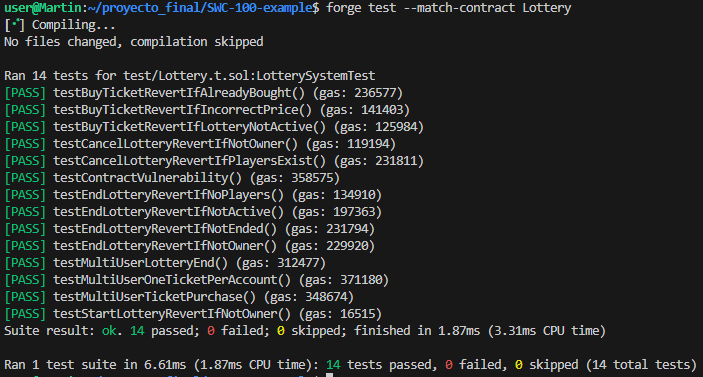 user@Martin:~/proyecto_final/SWC-100-example$ forge test --match-contract Lottery
[⠊] Compiling...
No files changed, compilation skipped
Ran 14 tests for test/Lottery.t.sol:LotterySystemTest
[PASS] testBuyTicketRevertIfAlreadyBought() (gas: 236577)
[PASS] testBuyTicketRevertIfIncorrectPrice() (gas: 141403)
[PASS] testBuyTicketRevertIfLotteryNotActive() (gas: 125984)
[PASS] testCancelLotteryRevertIfNotOwner() (gas: 119194)
[PASS] testCancelLotteryRevertIfPlayersExist() (gas: 231811)
[PASS] testContractVulnerability() (gas: 358575)
[PASS] testEndLotteryRevertIfNoPlayers() (gas: 134910)
[PASS] testEndLotteryRevertIfNotActive() (gas: 197363)
[PASS] testEndLotteryRevertIfNotEnded() (gas: 231794)
[PASS] testEndLotteryRevertIfNotOwner() (gas: 229920)
[PASS] testMultiUserLotteryEnd() (gas: 312477)
[PASS] testMultiUserOneTicketPerAccount() (gas: 371180)
[PASS] testMultiUserTicketPurchase() (gas: 348674)
[PASS] testStartLotteryRevertIfNotOwner() (gas: 16515)
Suite result: ok. 14 passed; 0 failed; 0 skipped; finished in 1.87ms (3.31ms CPU time)
Ran 1 test suite in 6.61ms (1.87ms CPU time): 14 tests passed, 0 failed, 0 skipped (14 total tests)